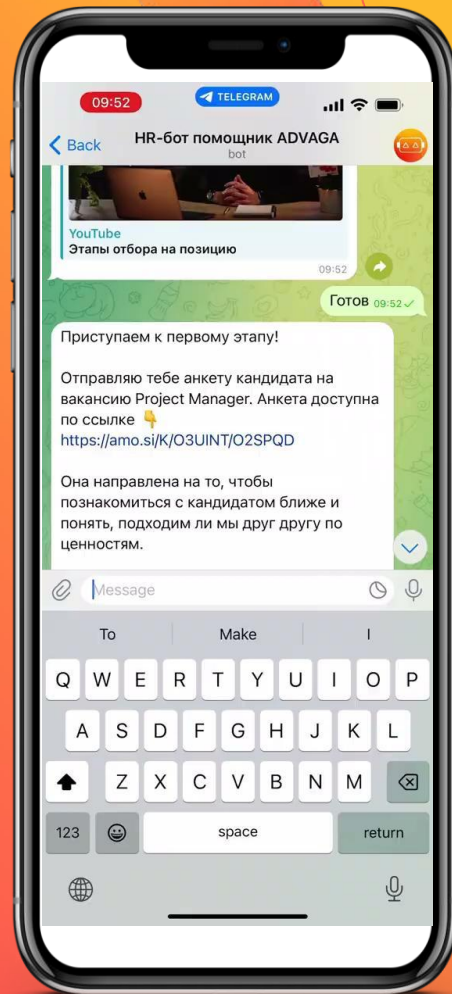 09:52
TELEGRAM
Back
HR-бот помощник ADVAGA
bot
YouTube
Этапы отбора на позицию
09:52
Готов 09:52
Приступаем к первому этапу!
Отправляю тебе анкету кандидата на
вакансию Project Manager. Анкета доступна
по ссылке 👇
https://amo.si/K/O3UINT/O2SPQD
Она направлена на то, чтобы
познакомиться с кандидатом ближе и
понять, подходим ли мы друг другу по
ценностям.
Message
To Make I
Q W E R T Y U I O P
A S D F G H J K L
Z X C V B N M
123 space return